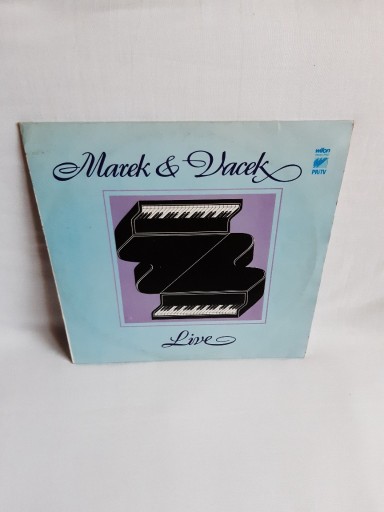 Marek & Vacek
wifon
PR/TV
Live